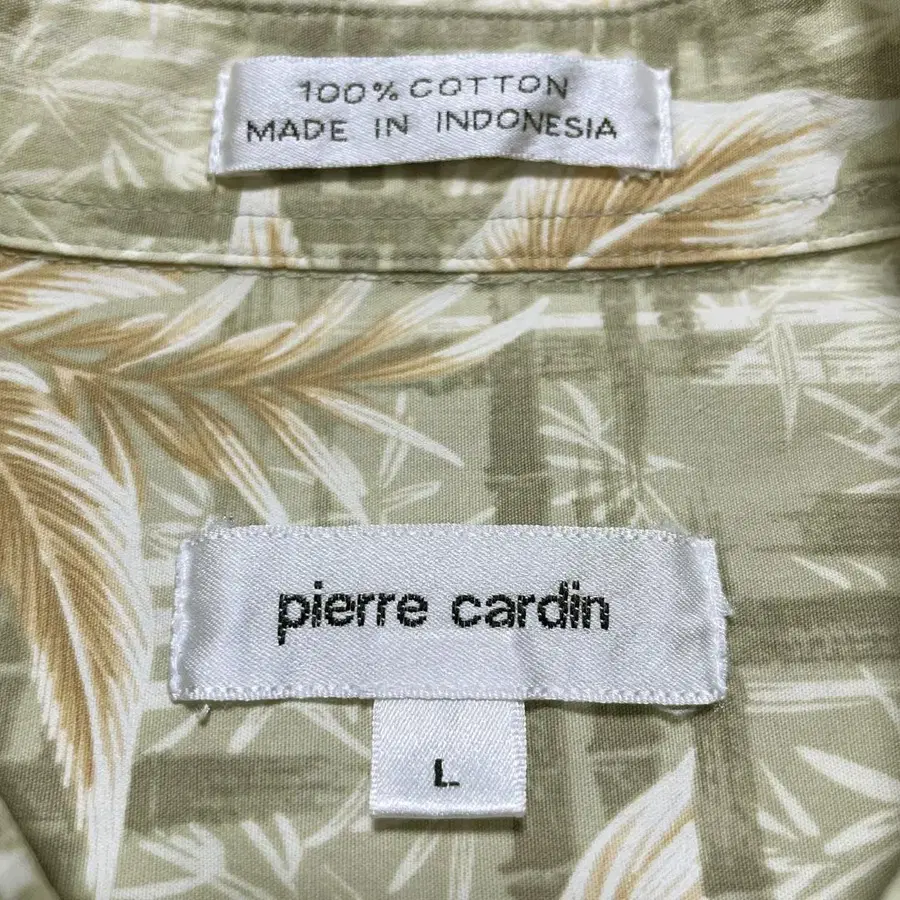 100% COTTON
MADE IN INDONESIA
pierre cardin
L